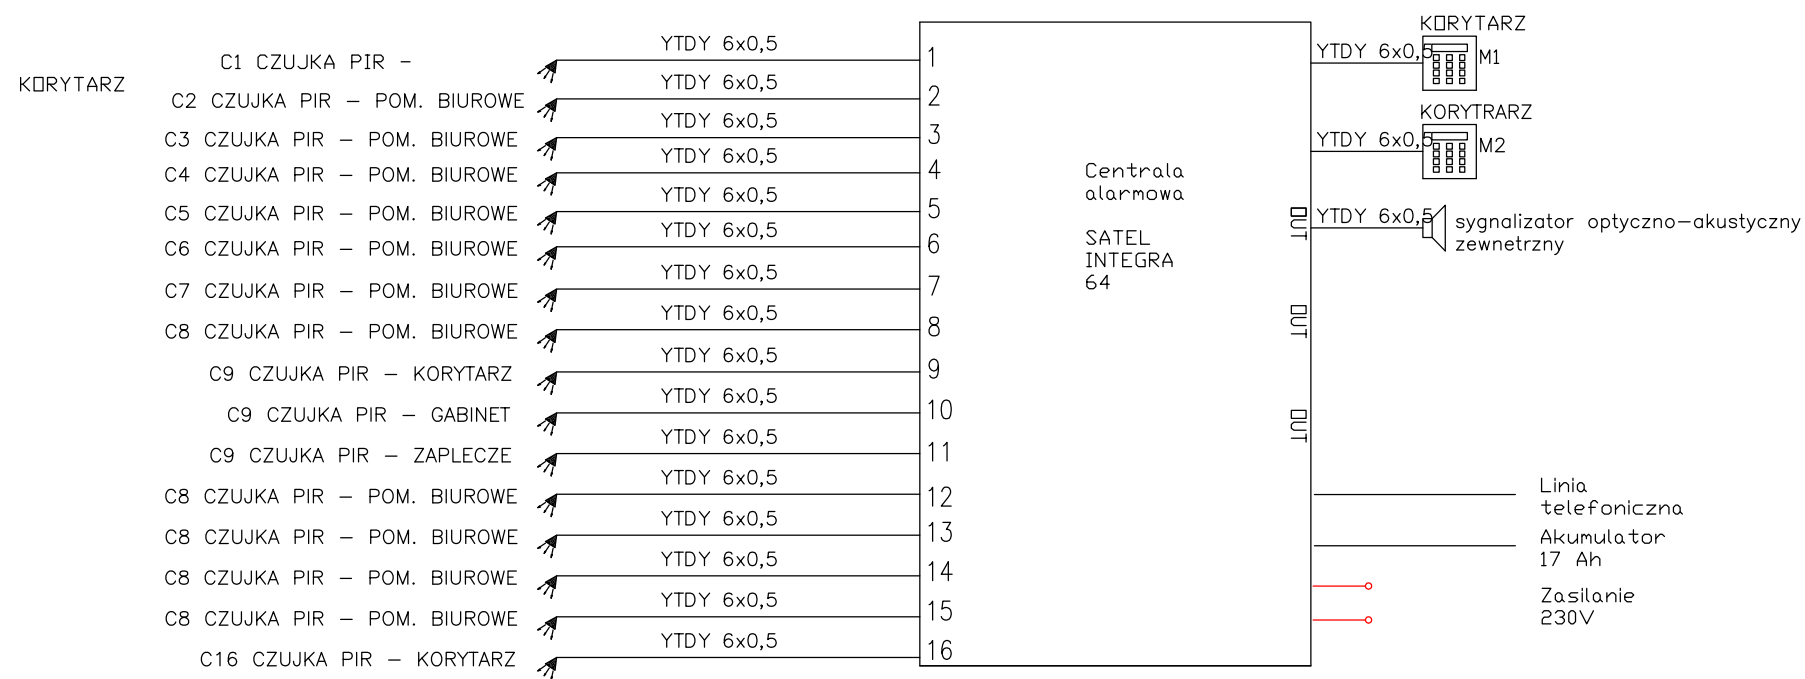 KORYTARZ
C1 CZUJKA PIR –
YTDY 6x0,5
1
C2 CZUJKA PIR – POM. BIUROWE
YTDY 6x0,5
2
C3 CZUJKA PIR – POM. BIUROWE
YTDY 6x0,5
3
C4 CZUJKA PIR – POM. BIUROWE
YTDY 6x0,5
4
C5 CZUJKA PIR – POM. BIUROWE
YTDY 6x0,5
5
C6 CZUJKA PIR – POM. BIUROWE
YTDY 6x0,5
6
C7 CZUJKA PIR – POM. BIUROWE
YTDY 6x0,5
7
C8 CZUJKA PIR – POM. BIUROWE
YTDY 6x0,5
8
C9 CZUJKA PIR – KORYTARZ
YTDY 6x0,5
9
C9 CZUJKA PIR – GABINET
YTDY 6x0,5
10
C9 CZUJKA PIR – ZAPLECZE
YTDY 6x0,5
11
C8 CZUJKA PIR – POM. BIUROWE
YTDY 6x0,5
12
C8 CZUJKA PIR – POM. BIUROWE
YTDY 6x0,5
13
C8 CZUJKA PIR – POM. BIUROWE
YTDY 6x0,5
14
C8 CZUJKA PIR – POM. BIUROWE
YTDY 6x0,5
15
C16 CZUJKA PIR – KORYTARZ
YTDY 6x0,5
16
Centrala
alarmowa
SATEL
INTEGRA
64
KORYTARZ
YTDY 6x0,5
M1
KORYTRARZ
YTDY 6x0,5
M2
OUT
YTDY 6x0,5
sygnalizator optyczno–akustyczny
zewnetrzny
OUT
OUT
Linia
telefoniczna
Akumulator
17 Ah
Zasilanie
230V